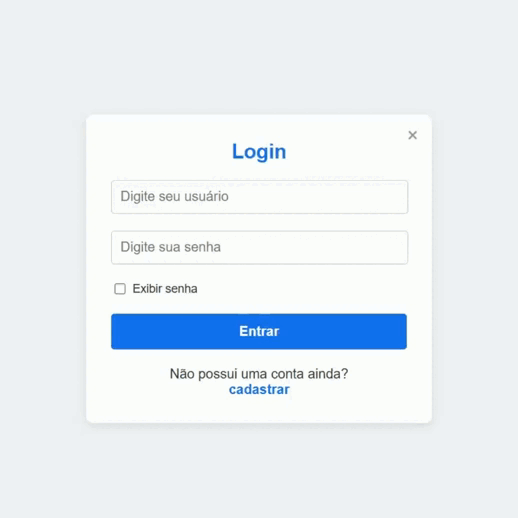 ×
Login
Digite seu usuário
Digite sua senha
Exibir senha
Entrar
Não possui uma conta ainda?
cadastrar